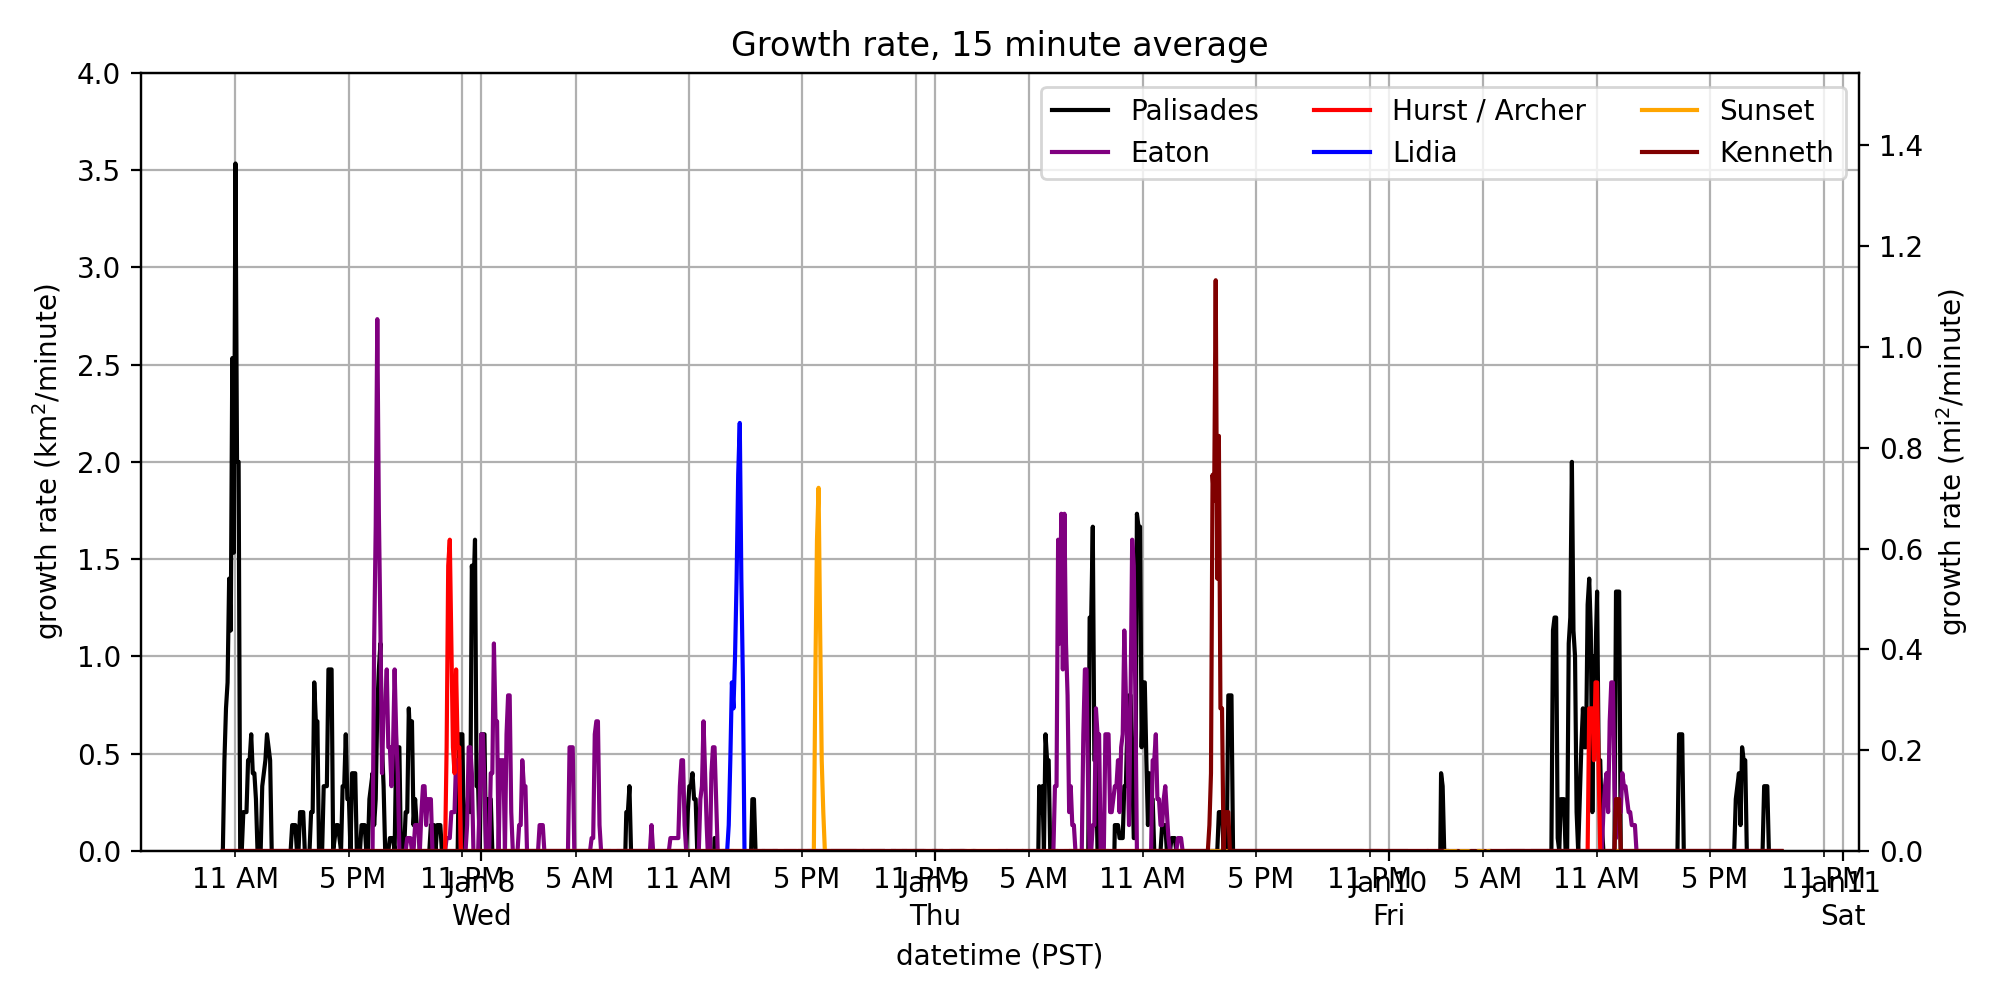 Growth rate, 15 minute average
Palisades
Eaton
Hurst / Archer
Lidia
Sunset
Kenneth
growth rate (km²/minute)
4.0
3.5
3.0
2.5
2.0
1.5
1.0
0.5
0.0
growth rate (mi²/minute)
1.4
1.2
1.0
0.8
0.6
0.4
0.2
0.0
11 AM 5 PM 11 PM Jan 8 5 AM 11 AM 5 PM 11 PM Jan 9 5 AM 11 AM 5 PM 11 PM Jan 10 5 AM 11 AM 5 PM 11 PM Jan 11
Wed Thu Fri Sat
datetime (PST)